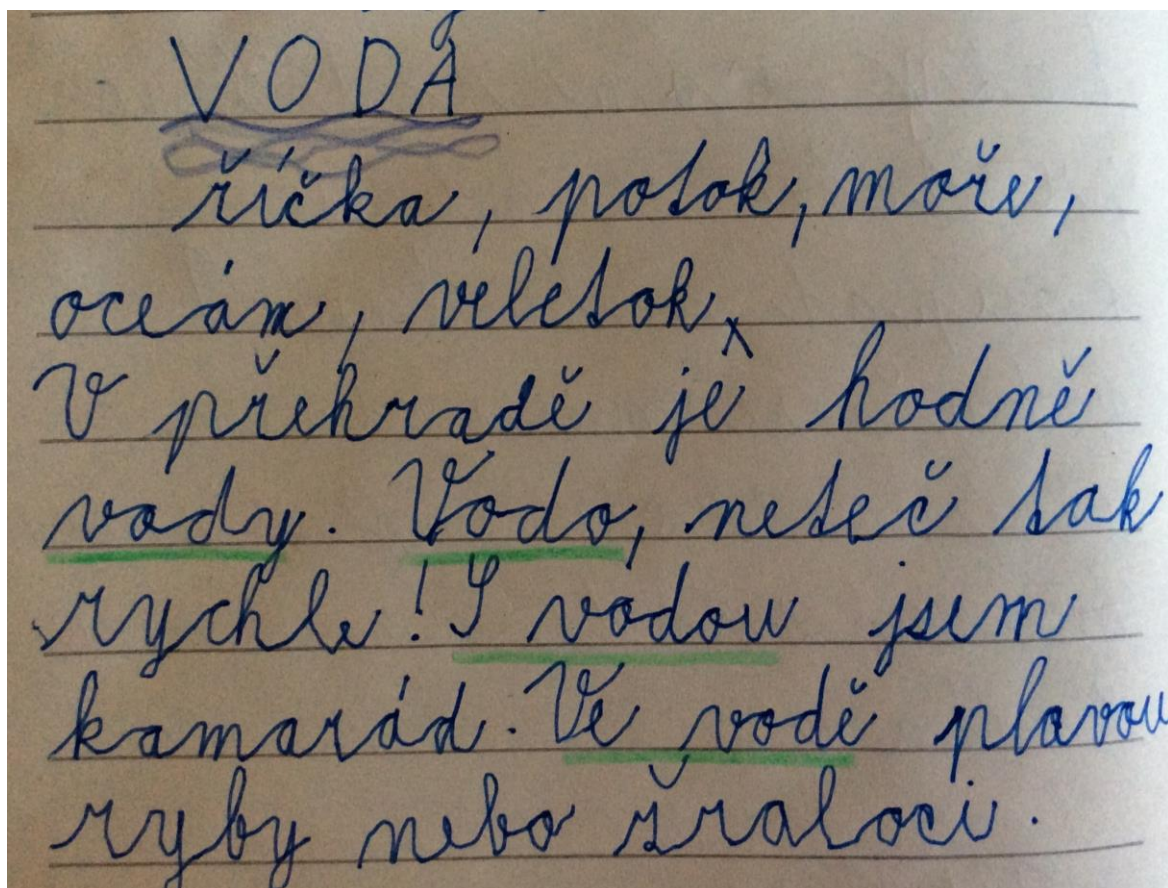 VODA
říčka, potok, moře,
oceán, veletok
V přehradě je hodně
vody. Vodo, neteč tak
rychle! S vodou jsem
kamarád. Ve vodě plavou
ryby nebo žraloci.